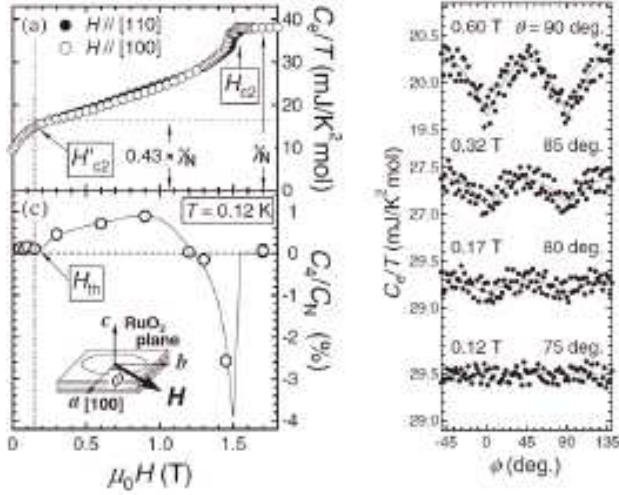 (a)
● H // [110]
○ H // [100]
40
30
20
10
0
C_e/T (mJ/K² mol)
H_c2
H"_c2
0.43 * γ_N
γ_N
(c)
T = 0.12 K
1
0
-1
-2
-3
-4
C_4/C_N (%)
H_th
c
RuO₂
plane
b
ϕ
a [100]
H
0
0.5
1.0
1.5
μ₀H (T)
0.60 T θ = 90 deg.
20.5
20.0
19.5
0.32 T 85 deg.
27.5
27.0
0.17 T 80 deg.
29.5
29.0
0.12 T 75 deg.
29.5
29.0
C_e/T (mJ/K² mol)
-45 0 45 90 135
ϕ (deg.)